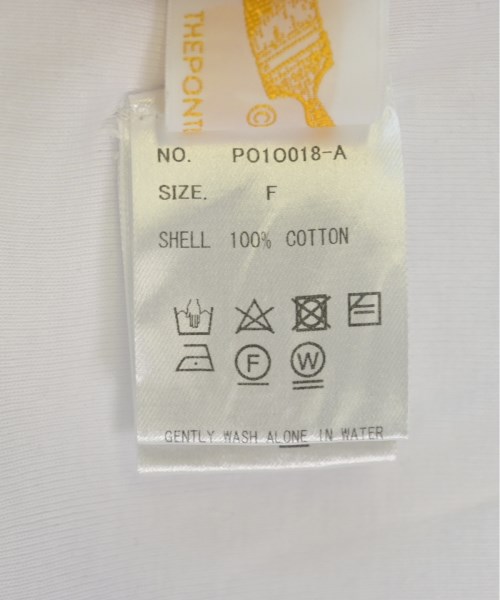 THEPONT
©
NO. PO10018-A
SIZE. F
SHELL 100% COTTON
F W
GENTLY WASH ALONE IN WATER